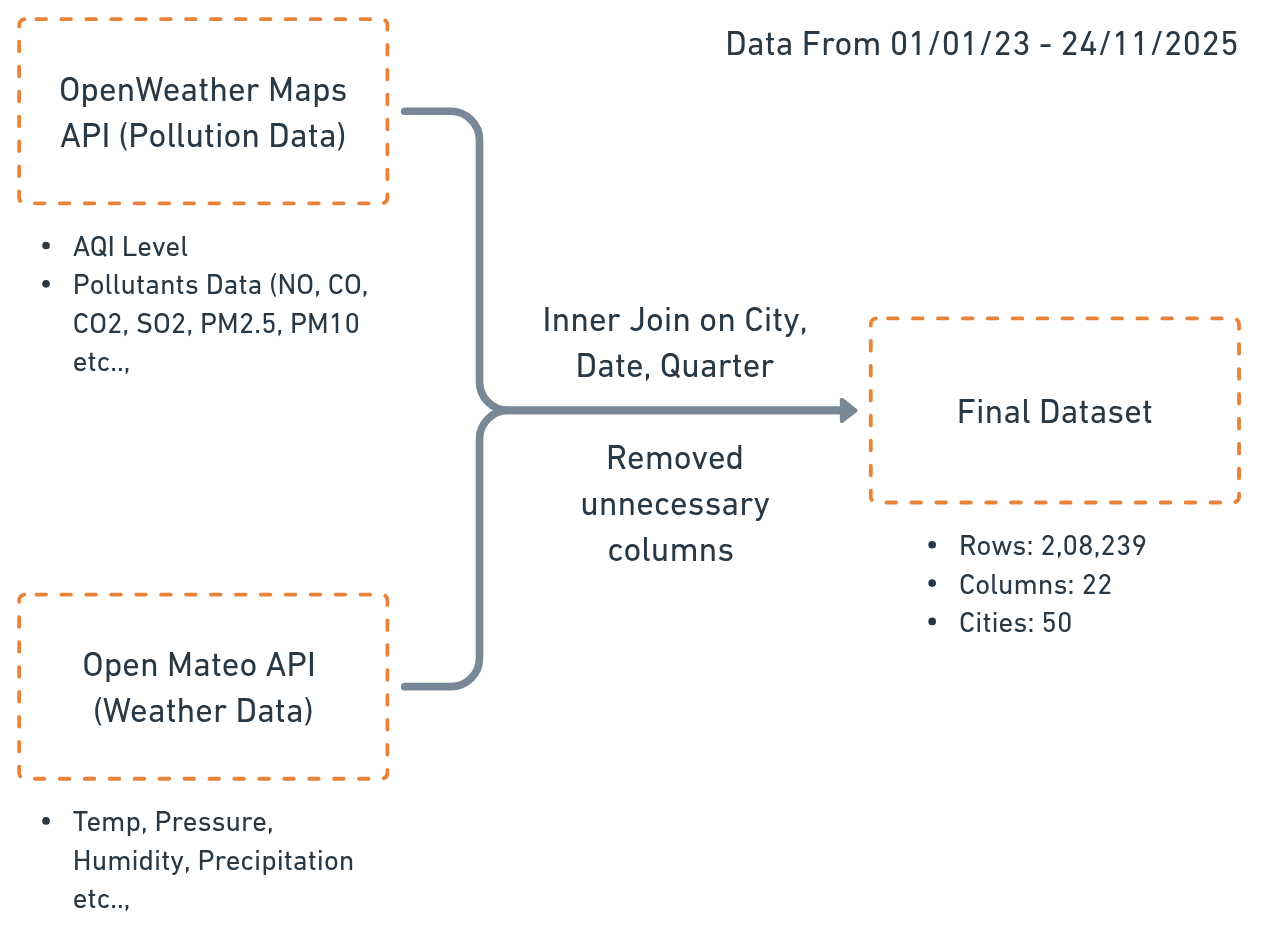 Data From 01/01/23 - 24/11/2025
OpenWeather Maps
API (Pollution Data)
• AQI Level
• Pollutants Data (NO, CO,
CO2, SO2, PM2.5, PM10
etc..,
Inner Join on City,
Date, Quarter
Removed
unnecessary
columns
Final Dataset
• Rows: 2,08,239
• Columns: 22
• Cities: 50
Open Mateo API
(Weather Data)
• Temp, Pressure,
Humidity, Precipitation
etc..,